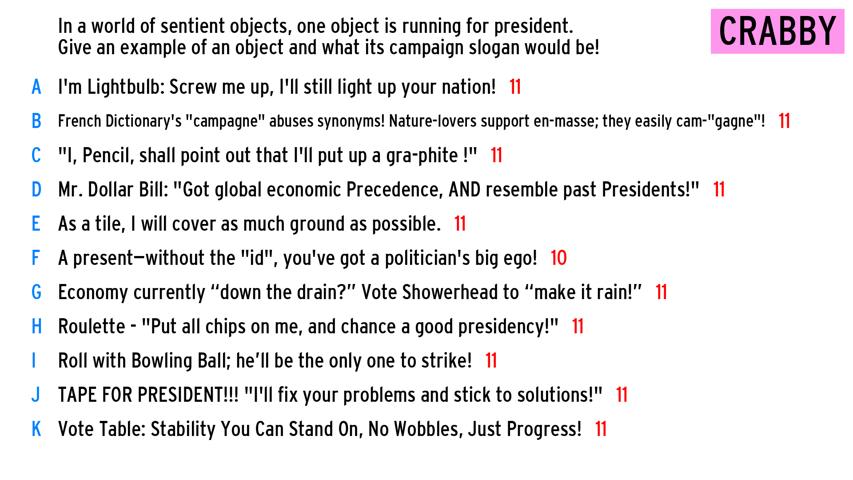 In a world of sentient objects, one object is running for president.
Give an example of an object and what its campaign slogan would be!
CRABBY
A I'm Lightbulb: Screw me up, I'll still light up your nation! 11
B French Dictionary's "campagne" abuses synonyms! Nature-lovers support en-masse; they easily cam-"gagne"! 11
C "I, Pencil, shall point out that I'll put up a gra-phite !" 11
D Mr. Dollar Bill: "Got global economic Precedence, AND resemble past Presidents!" 11
E As a tile, I will cover as much ground as possible. 11
F A present—without the "id", you've got a politician's big ego! 10
G Economy currently “down the drain?” Vote Showerhead to “make it rain!” 11
H Roulette - "Put all chips on me, and chance a good presidency!" 11
I Roll with Bowling Ball; he’ll be the only one to strike! 11
J TAPE FOR PRESIDENT!!! "I'll fix your problems and stick to solutions!" 11
K Vote Table: Stability You Can Stand On, No Wobbles, Just Progress! 11